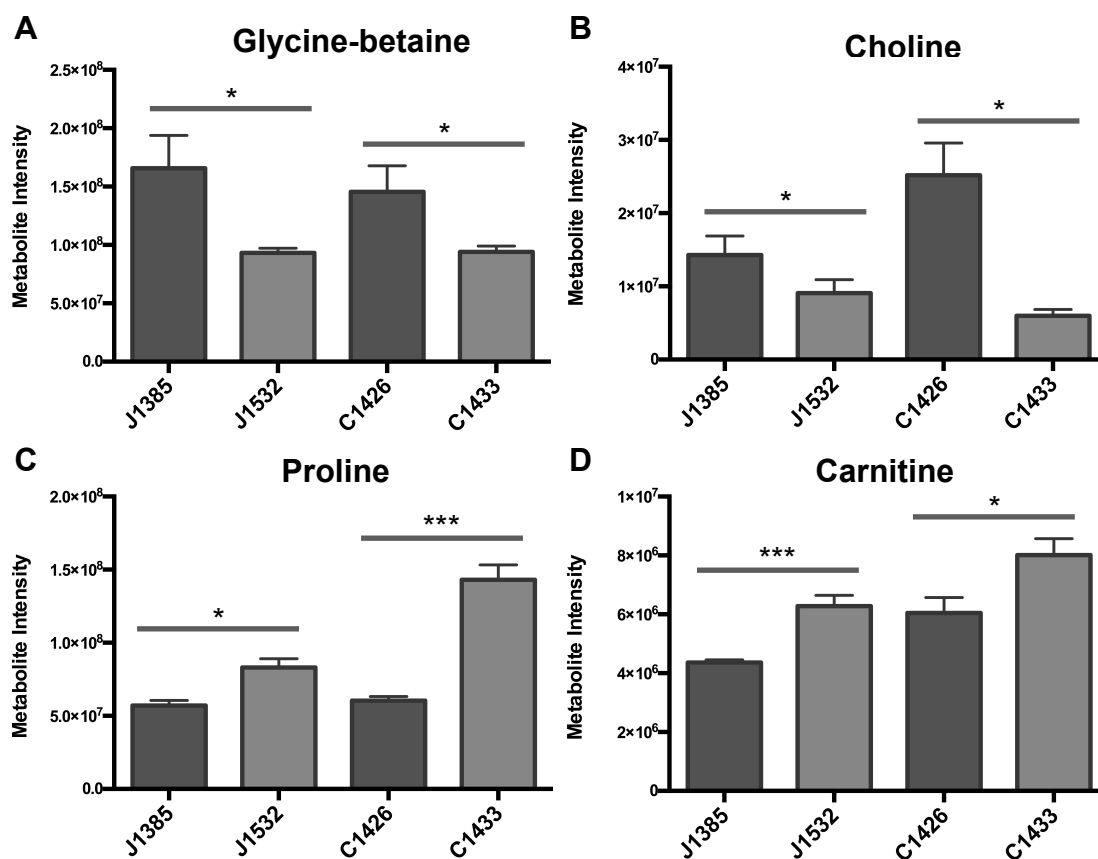 A
Glycine-betaine
Metabolite Intensity
2.5×10⁸
2.0×10⁸
1.5×10⁸
1.0×10⁸
5.0×10⁷
0.0
*
*
J1385
J1532
C1426
C1433
B
Choline
Metabolite Intensity
4×10⁷
3×10⁷
2×10⁷
1×10⁷
0
*
*
J1385
J1532
C1426
C1433
C
Proline
Metabolite Intensity
2.0×10⁸
1.5×10⁸
1.0×10⁸
5.0×10⁷
0.0
*
***
J1385
J1532
C1426
C1433
D
Carnitine
Metabolite Intensity
1×10⁷
8×10⁶
6×10⁶
4×10⁶
2×10⁶
0
***
*
J1385
J1532
C1426
C1433